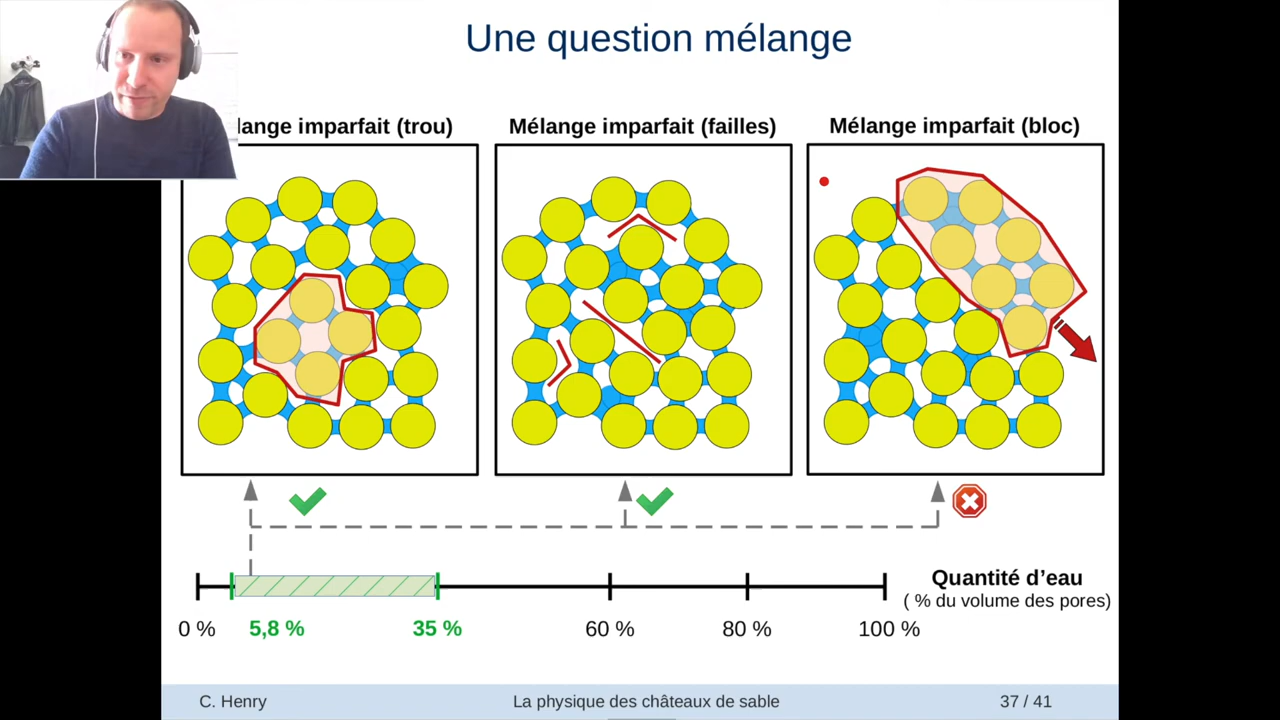 Une question mélange
lange imparfait (trou)
Mélange imparfait (failles)
Mélange imparfait (bloc)
Quantité d'eau
( % du volume des pores)
0 %
5,8 %
35 %
60 %
80 %
100 %
C. Henry
La physique des châteaux de sable
37 / 41